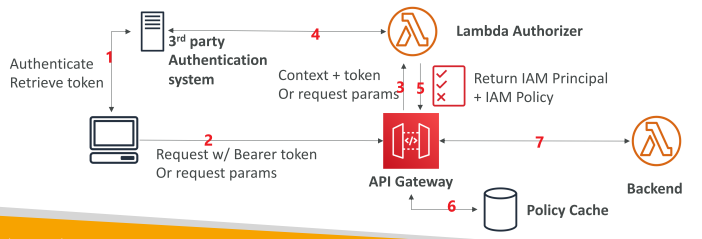 3rd party
Authentication
system
1
Authenticate
Retrieve token
4
Lambda Authorizer
Context + token
Or request params
3
5
Return IAM Principal
+ IAM Policy
2
Request w/ Bearer token
Or request params
</>
API Gateway
7
Backend
6
Policy Cache